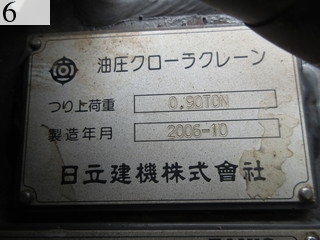 6
油圧クローラクレーン
つり上荷重 0.90TON
製造年月 2006-10
日立建機株式會社